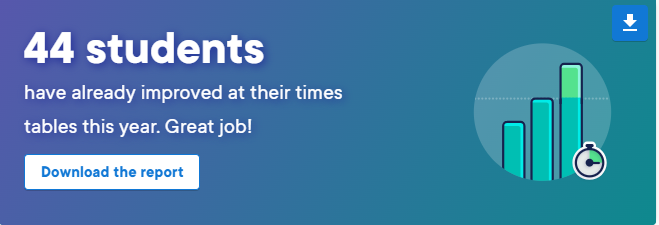 44 students
have already improved at their times
tables this year. Great job!
Download the report